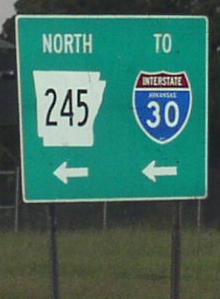 NORTH TO
245
INTERSTATE
ARKANSAS
30